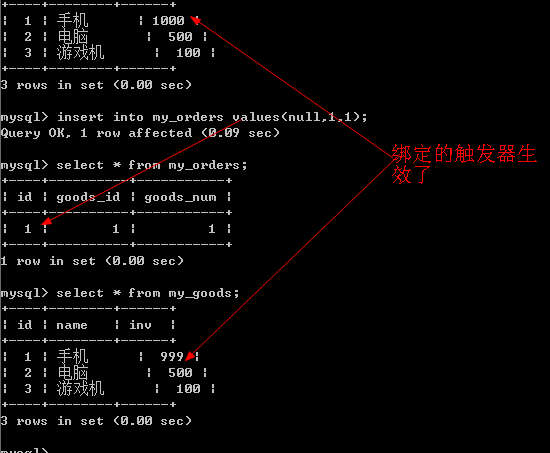 +----+--------+------+
| 1 | 手机 | 1000 |
| 2 | 电脑 | 500 |
| 3 | 游戏机 | 100 |
+----+--------+------+
3 rows in set (0.00 sec)
mysql> insert into my_orders values(null,1,1);
Query OK, 1 row affected (0.09 sec)
mysql> select * from my_orders;
+----+----------+-----------+
| id | goods_id | goods_num |
+----+----------+-----------+
| 1 | 1 | 1 |
+----+----------+-----------+
1 row in set (0.00 sec)
mysql> select * from my_goods;
+----+--------+------+
| id | name | inv |
+----+--------+------+
| 1 | 手机 | 999 |
| 2 | 电脑 | 500 |
| 3 | 游戏机 | 100 |
+----+--------+------+
3 rows in set (0.00 sec)
mysql>
绑定的触发器生
效了